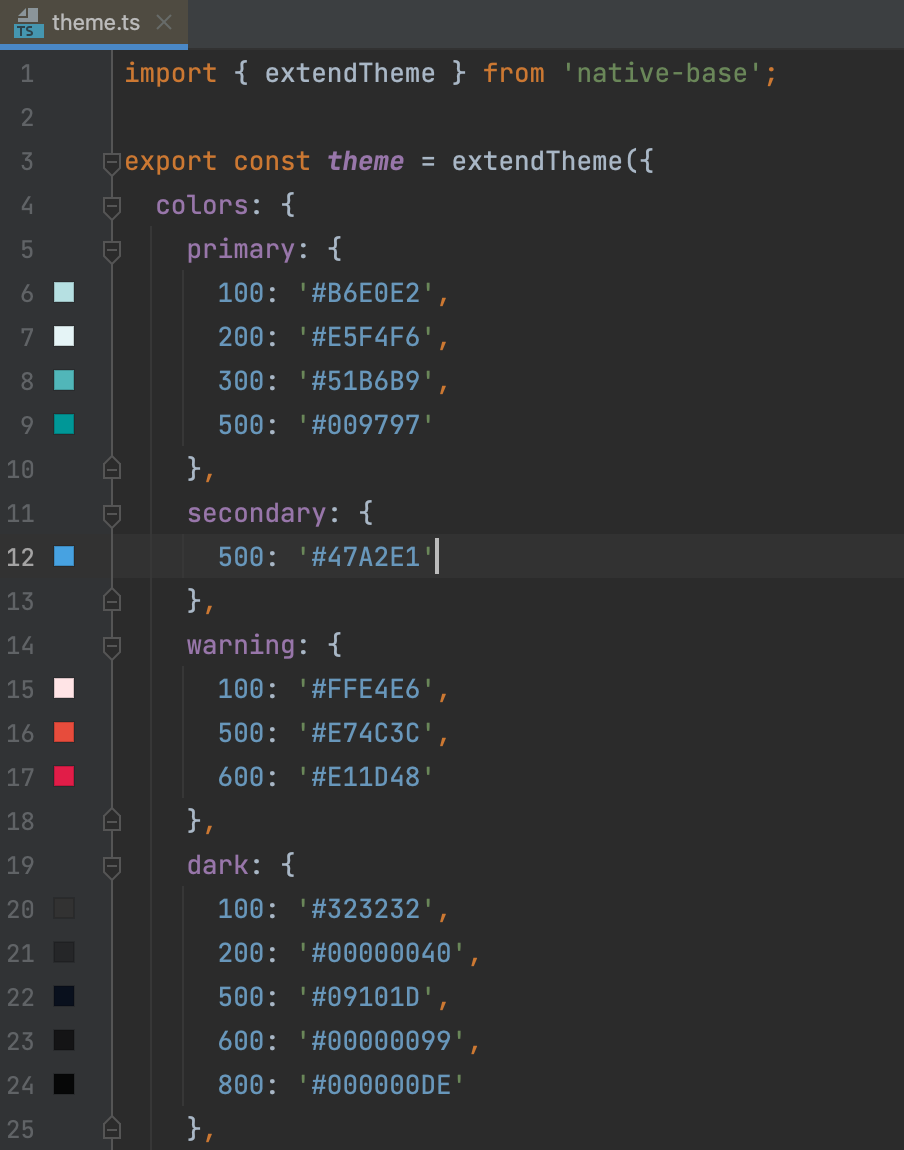 TS theme.ts
1 import { extendTheme } from 'native-base';
2
3 export const theme = extendTheme({
4   colors: {
5     primary: {
6       100: '#B6E0E2',
7       200: '#E5F4F6',
8       300: '#51B6B9',
9       500: '#009797'
10     },
11     secondary: {
12       500: '#47A2E1'
13     },
14     warning: {
15       100: '#FFE4E6',
16       500: '#E74C3C',
17       600: '#E11D48'
18     },
19     dark: {
20       100: '#323232',
21       200: '#00000040',
22       500: '#09101D',
23       600: '#00000099',
24       800: '#000000DE'
25     },